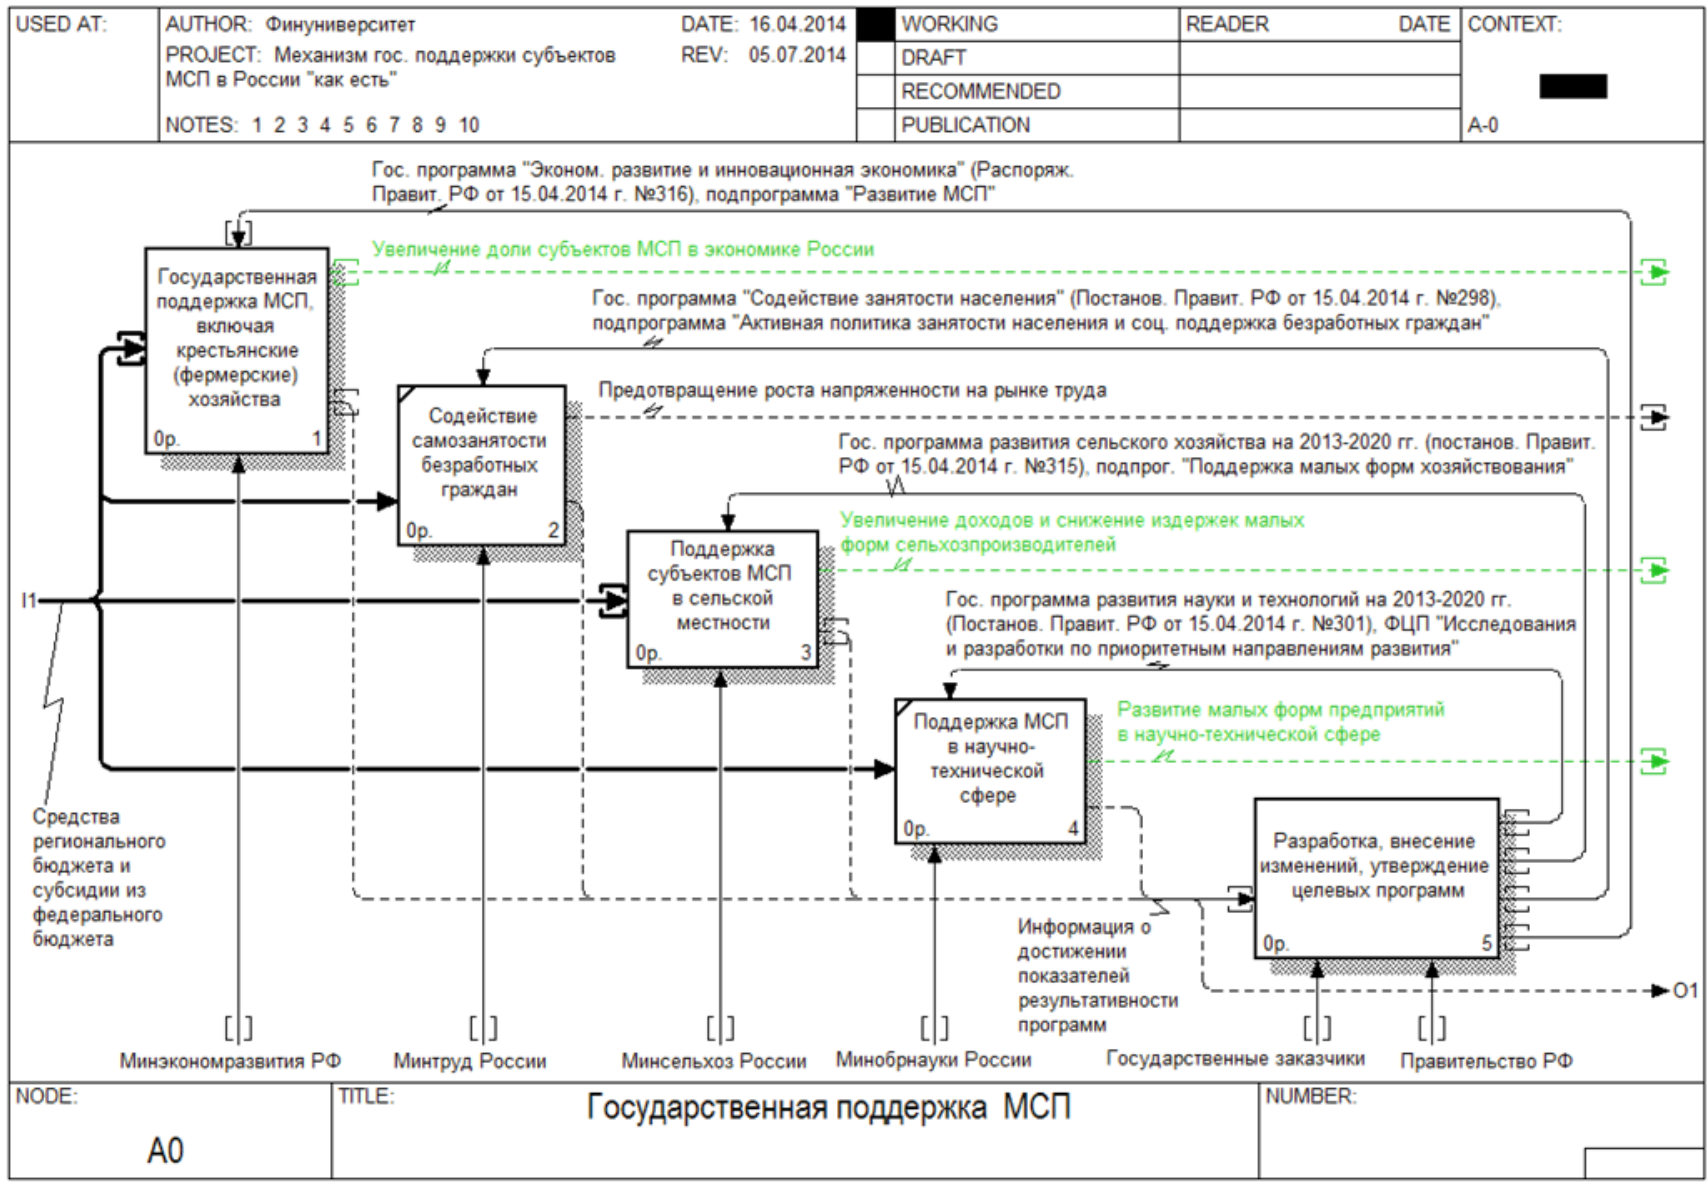 USED AT:
AUTHOR: Финуниверситет
DATE: 16.04.2014
PROJECT: Механизм гос. поддержки субъектов
МСП в России "как есть"
REV: 05.07.2014
NOTES: 1 2 3 4 5 6 7 8 9 10
WORKING
DRAFT
RECOMMENDED
PUBLICATION
READER
DATE
CONTEXT:
A-0
Гос. программа "Эконом. развитие и инновационная экономика" (Распоряж.
Правит. РФ от 15.04.2014 г. №316), подпрограмма "Развитие МСП"
Увеличение доли субъектов МСП в экономике России
Государственная
поддержка МСП,
включая
крестьянские
(фермерские)
хозяйства
0р.
1
Гос. программа "Содействие занятости населения" (Постанов. Правит. РФ от 15.04.2014 г. №298),
подпрограмма "Активная политика занятости населения и соц. поддержка безработных граждан"
Предотвращение роста напряженности на рынке труда
Содействие
самозанятости
безработных
граждан
0р.
2
Гос. программа развития сельского хозяйства на 2013-2020 гг. (постанов. Правит.
РФ от 15.04.2014 г. №315), подпрог. "Поддержка малых форм хозяйствования"
Увеличение доходов и снижение издержек малых
форм сельхозпроизводителей
Поддержка
субъектов МСП
в сельской
местности
0р.
3
I1
Гос. программа развития науки и технологий на 2013-2020 гг.
(Постанов. Правит. РФ от 15.04.2014 г. №301), ФЦП "Исследования
и разработки по приоритетным направлениям развития"
Развитие малых форм предприятий
в научно-технической сфере
Поддержка МСП
в научно-
технической
сфере
0р.
4
Средства
регионального
бюджета и
субсидии из
федерального
бюджета
Разработка, внесение
изменений, утверждение
целевых программ
0р.
5
Информация о
достижении
показателей
результативности
программ
O1
Минэкономразвития РФ
Минтруд России
Минсельхоз России
Минобрнауки России
Государственные заказчики
Правительство РФ
NODE:
A0
TITLE:
Государственная поддержка МСП
NUMBER: